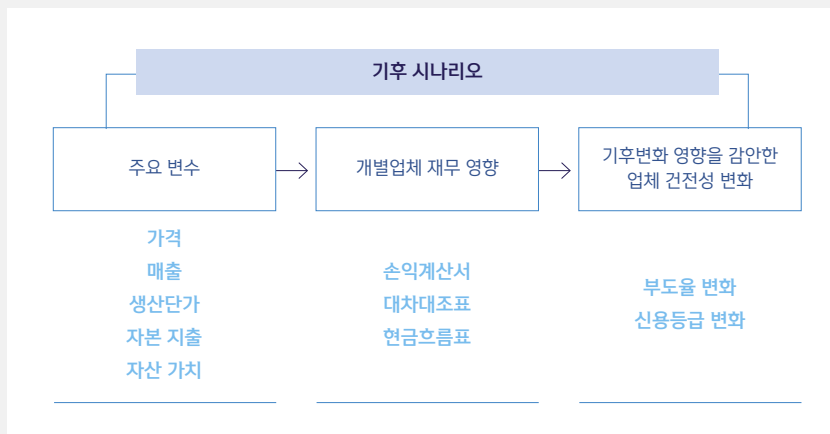 기후 시나리오
주요 변수
개별업체 재무 영향
기후변화 영향을 감안한
업체 건전성 변화
가격
매출
생산단가
자본 지출
자산 가치
손익계산서
대차대조표
현금흐름표
부도율 변화
신용등급 변화